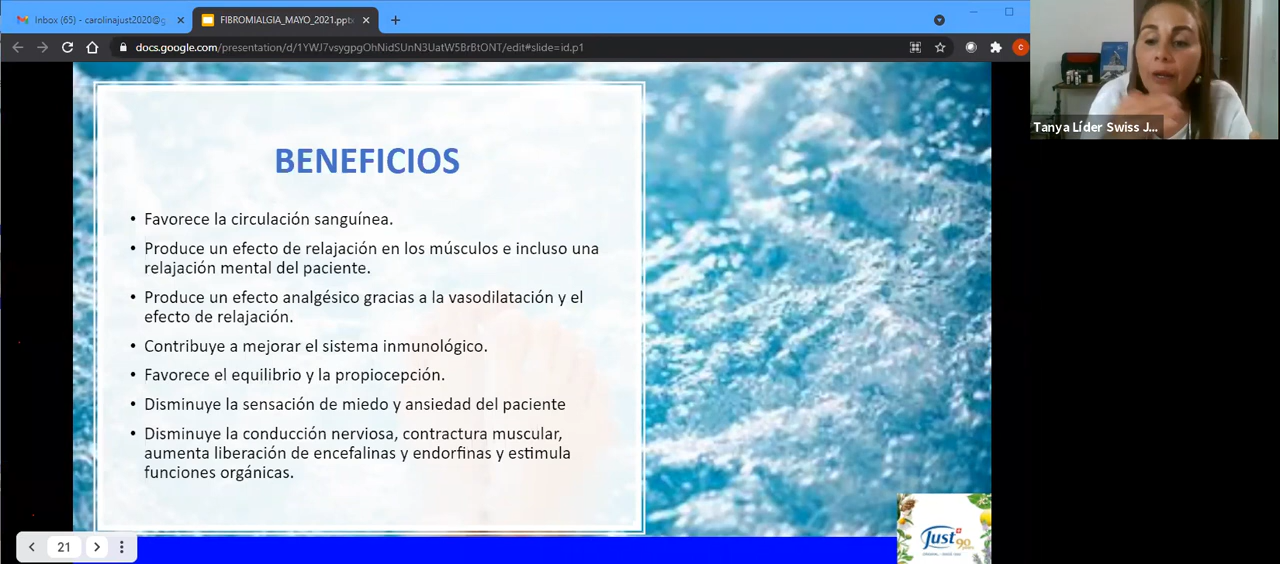 Inbox (65) - carolinajust2020@g
FIBROMIALGIA_MAYO_2021.pptx
docs.google.com/presentation/d/1YWJ7vsygpgOhNidSUnN3UatW5BrBtONT/edit#slide=id.p1
C
Tanya Líder Swiss J...
BENEFICIOS
• Favorece la circulación sanguínea.
• Produce un efecto de relajación en los músculos e incluso una
relajación mental del paciente.
• Produce un efecto analgésico gracias a la vasodilatación y el
efecto de relajación.
• Contribuye a mejorar el sistema inmunológico.
• Favorece el equilibrio y la propiocepción.
• Disminuye la sensación de miedo y ansiedad del paciente
• Disminuye la conducción nerviosa, contractura muscular,
aumenta liberación de encefalinas y endorfinas y estimula
funciones orgánicas.
21
Just
90